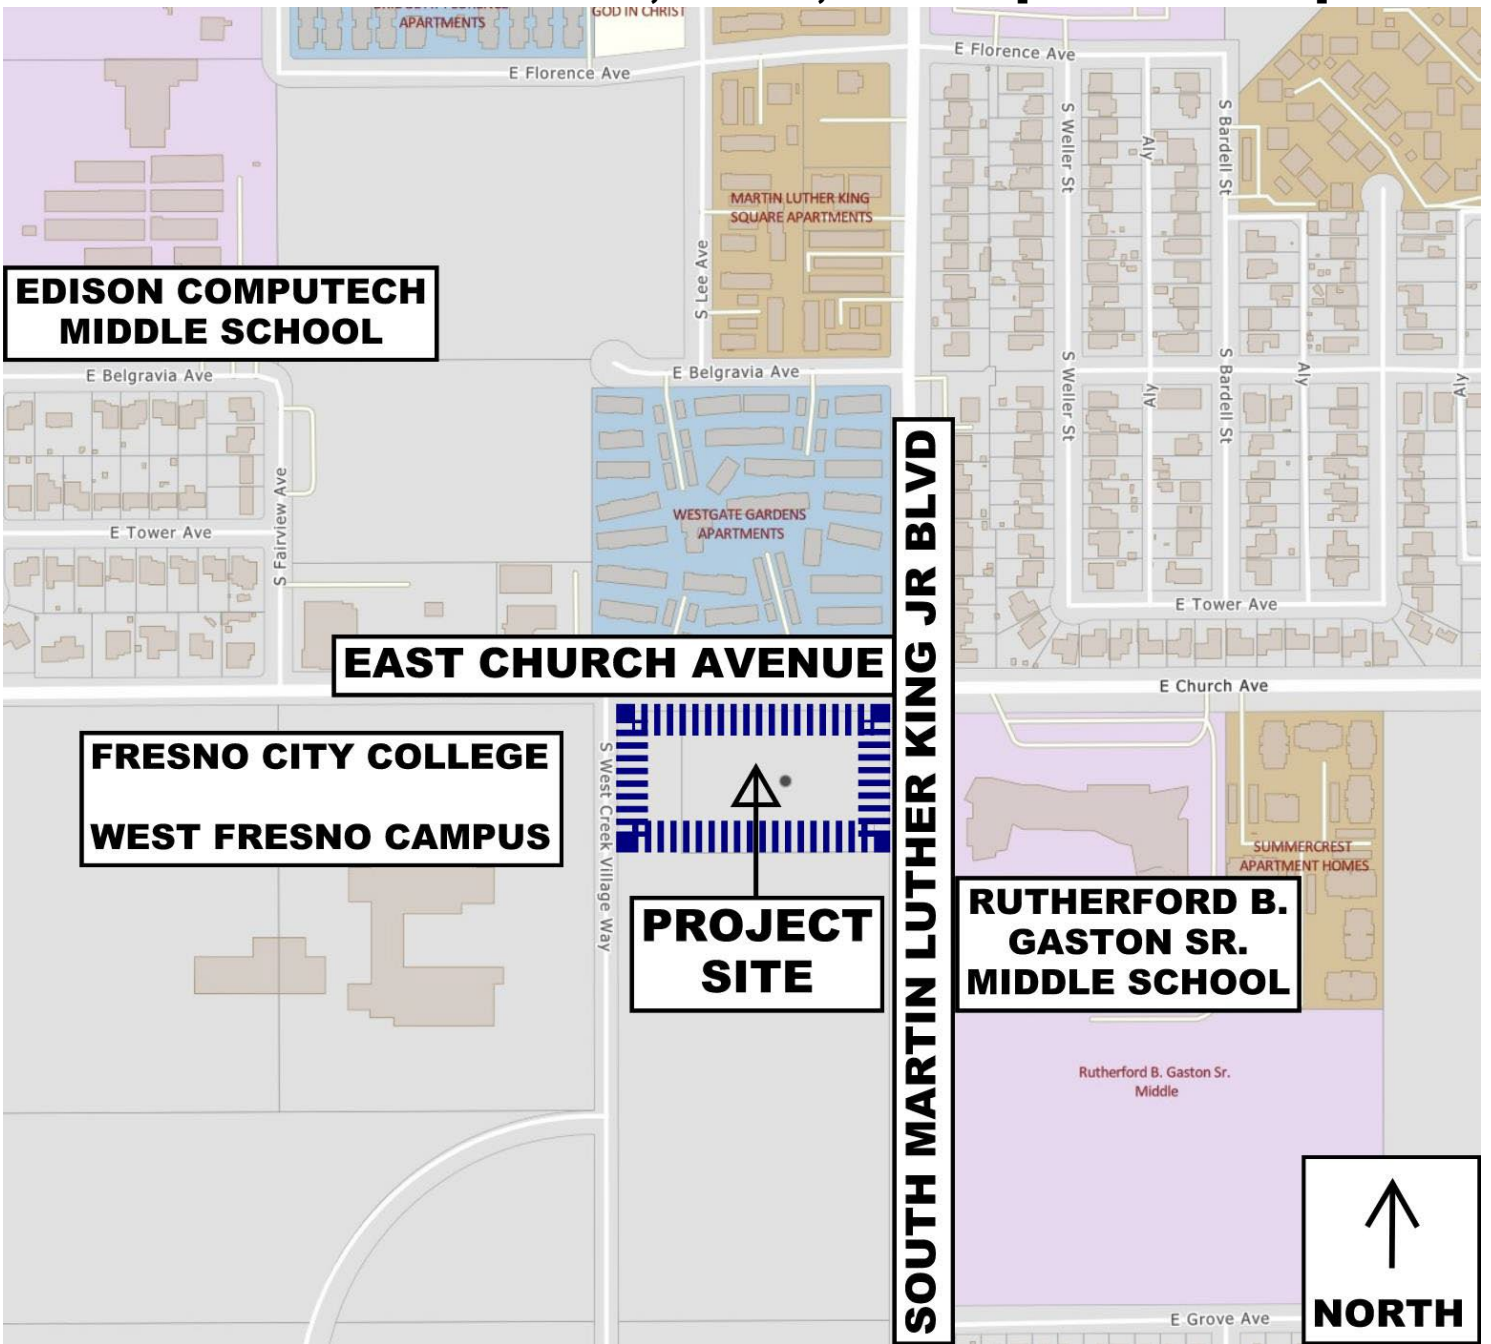 APARTMENTS
GOD IN CHRIST
E Florence Ave
E Florence Ave
S Weller St
Aly
S Bardell St
MARTIN LUTHER KING
SQUARE APARTMENTS
S Lee Ave
EDISON COMPUTECH
MIDDLE SCHOOL
E Belgravia Ave
E Belgravia Ave
S Weller St
Aly
S Bardell St
Aly
Aly
S Fairview Ave
E Tower Ave
WESTGATE GARDENS
APARTMENTS
E Tower Ave
EAST CHURCH AVENUE
E Church Ave
SOUTH MARTIN LUTHER KING JR BLVD
FRESNO CITY COLLEGE
WEST FRESNO CAMPUS
S West Creek Village Way
PROJECT
SITE
SUMMERCREST
APARTMENT HOMES
RUTHERFORD B.
GASTON SR.
MIDDLE SCHOOL
Rutherford B. Gaston Sr.
Middle
E Grove Ave
NORTH